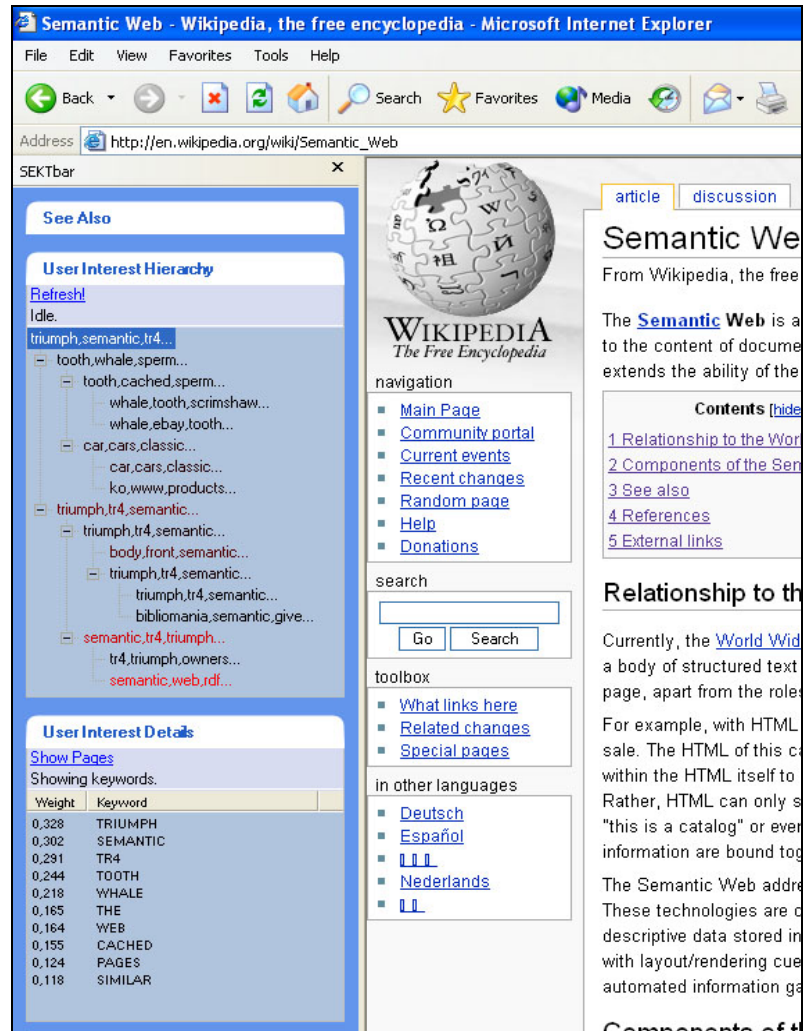 Semantic Web - Wikipedia, the free encyclopedia - Microsoft Internet Explorer
File Edit View Favorites Tools Help
Back Search Favorites Media
Address http://en.wikipedia.org/wiki/Semantic_Web
SEKTbar
See Also
User Interest Hierarchy
Refresh!
Idle.
triumph,semantic,tr4...
tooth,whale,sperm...
tooth,cached,sperm...
whale,tooth,scrimshaw...
whale,ebay,tooth...
car,cars,classic...
car,cars,classic...
ko,www,products...
triumph,tr4,semantic...
triumph,tr4,semantic...
body,front,semantic...
triumph,tr4,semantic...
triumph,tr4,semantic...
bibliomania,semantic,give...
semantic,tr4,triumph...
tr4,triumph,owners...
semantic,web,rdf...
User Interest Details
Show Pages
Showing keywords.
Weight Keyword
0,328 TRIUMPH
0,302 SEMANTIC
0,291 TR4
0,244 TOOTH
0,218 WHALE
0,165 THE
0,164 WEB
0,155 CACHED
0,124 PAGES
0,118 SIMILAR
WIKIPEDIA
The Free Encyclopedia
navigation
Main Page
Community portal
Current events
Recent changes
Random page
Help
Donations
search
Go Search
toolbox
What links here
Related changes
Special pages
in other languages
Deutsch
Español
Nederlands
article discussion
Semantic We
From Wikipedia, the free
The Semantic Web is a
to the content of docume
extends the ability of the
Contents [hide
1 Relationship to the Worl
2 Components of the Sen
3 See also
4 References
5 External links
Relationship to th
Currently, the World Wid
a body of structured text
page, apart from the roles
For example, with HTML
sale. The HTML of this ca
within the HTML itself to
Rather, HTML can only s
"this is a catalog" or ever
information are bound tog
The Semantic Web addre
These technologies are c
descriptive data stored in
with layout/rendering cue
automated information ga